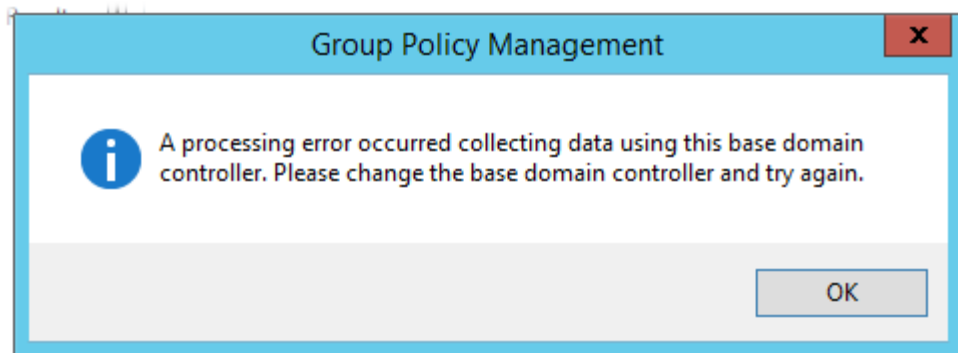 Group Policy Management
x
A processing error occurred collecting data using this base domain
controller. Please change the base domain controller and try again.
OK